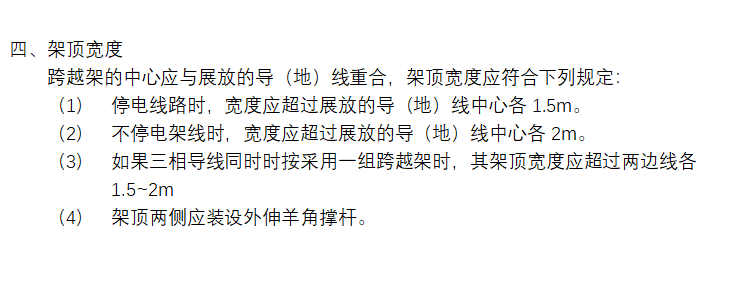 四、架顶宽度
跨越架的中心应与展放的导（地）线重合，架顶宽度应符合下列规定：
（1） 停电线路时，宽度应超过展放的导（地）线中心各 1.5m。
（2） 不停电架线时，宽度应超过展放的导（地）线中心各 2m。
（3） 如果三相导线同时时按采用一组跨越架时，其架顶宽度应超过两边线各
1.5~2m
（4） 架顶两侧应装设外伸羊角撑杆。